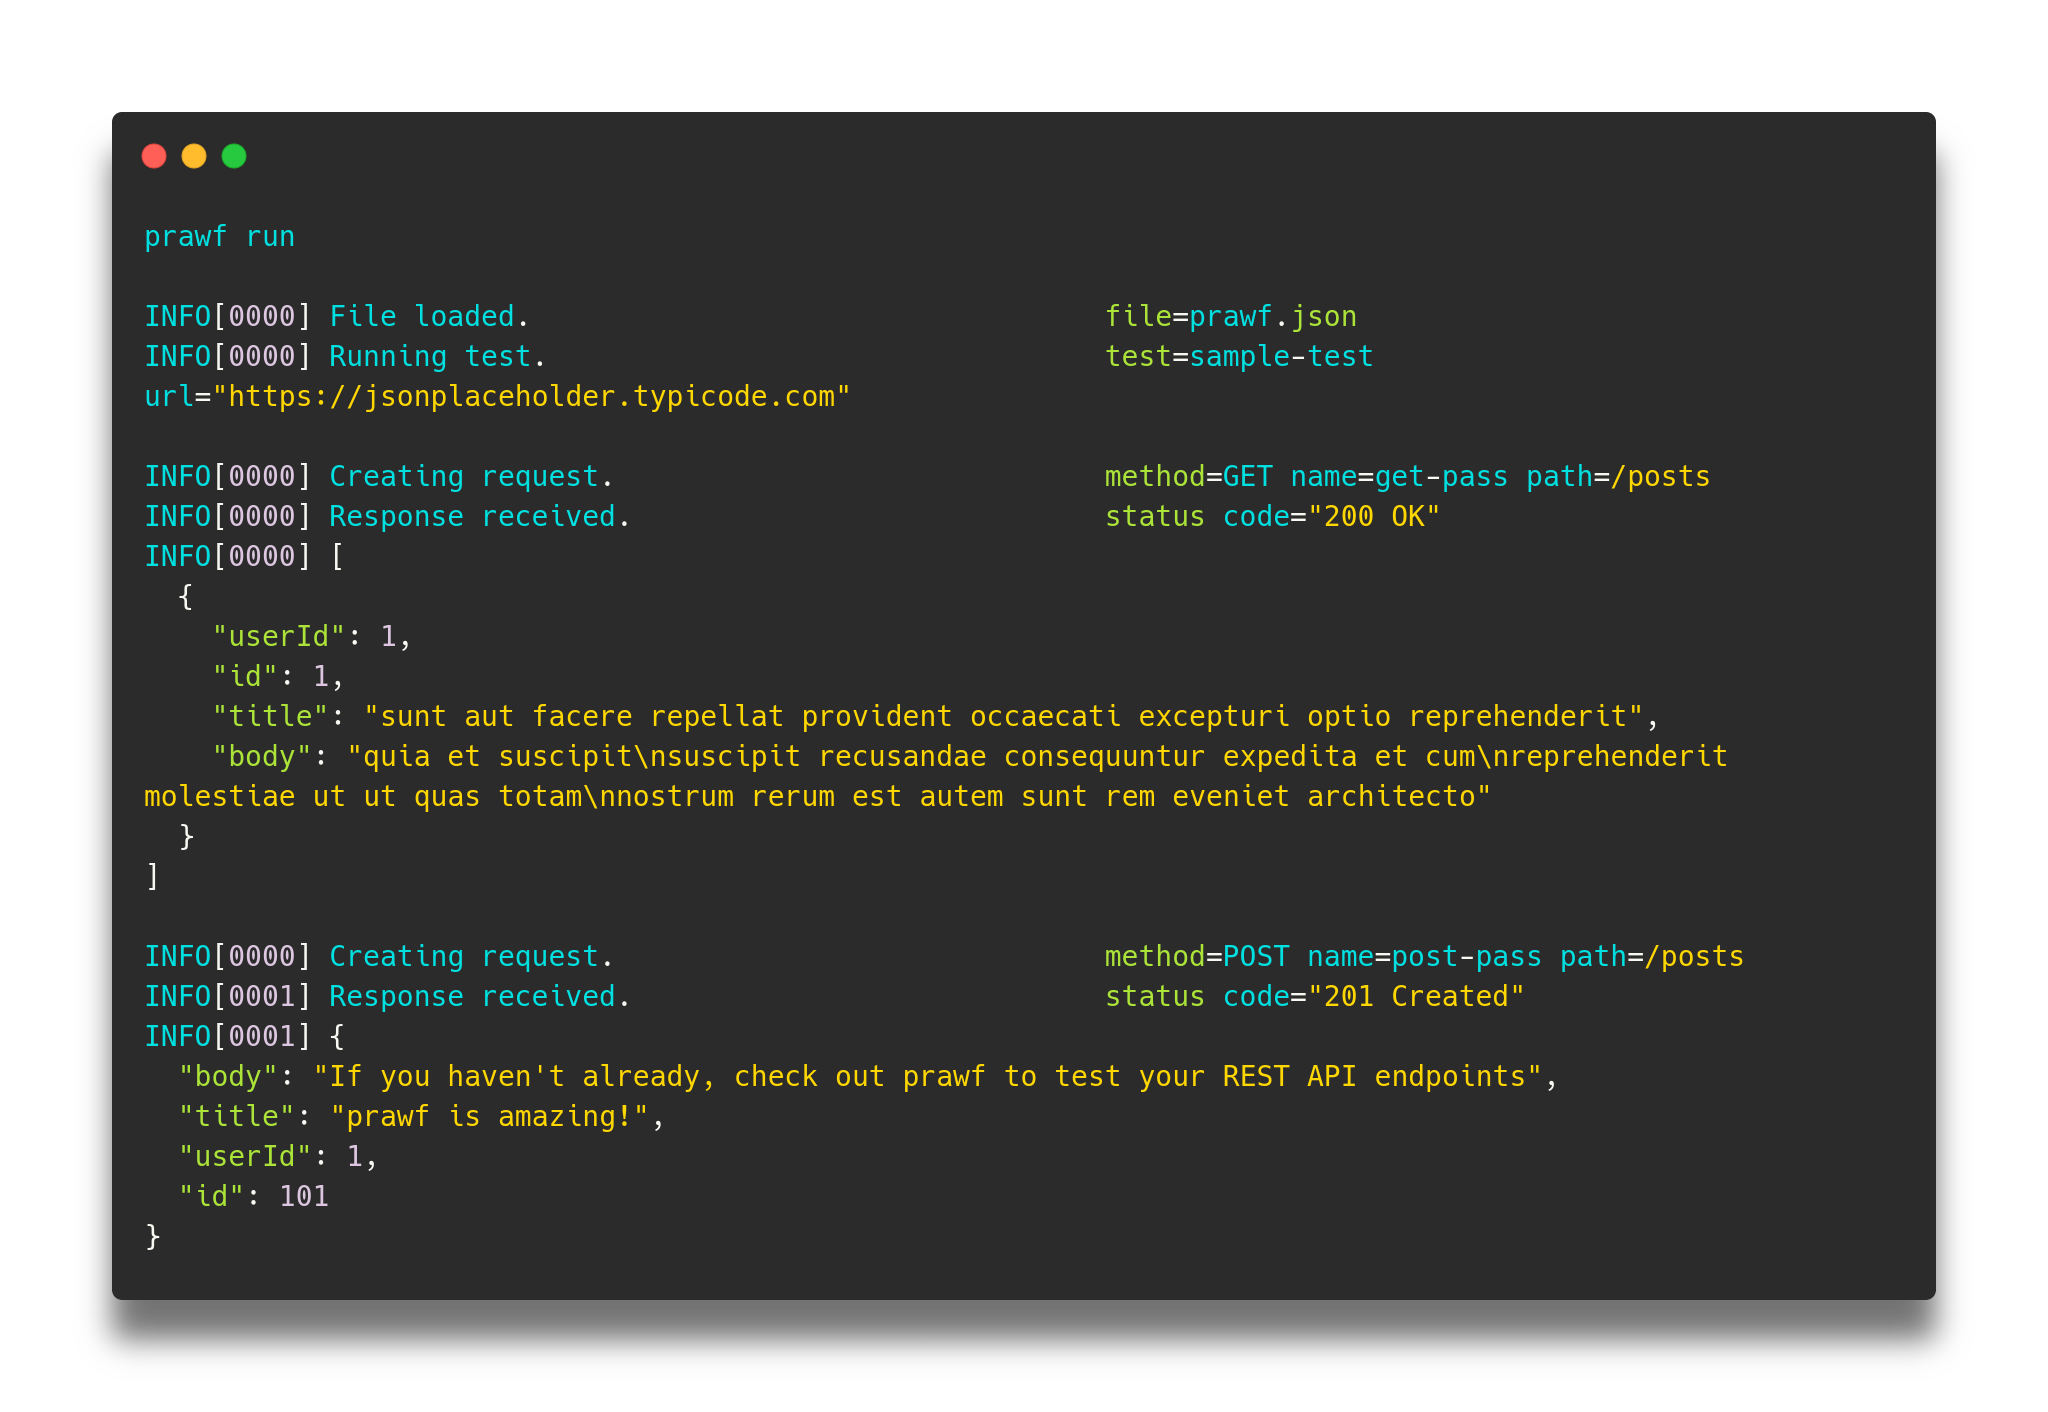 prawf run
INFO[0000] File loaded. file=prawf.json
INFO[0000] Running test. test=sample-test
url="https://jsonplaceholder.typicode.com"
INFO[0000] Creating request. method=GET name=get-pass path=/posts
INFO[0000] Response received. status code="200 OK"
INFO[0000] [
  {
    "userId": 1,
    "id": 1,
    "title": "sunt aut facere repellat provident occaecati excepturi optio reprehenderit",
    "body": "quia et suscipit\nsuscipit recusandae consequuntur expedita et cum\nreprehenderit
molestiae ut ut quas totam\nnostrum rerum est autem sunt rem eveniet architecto"
  }
]
INFO[0000] Creating request. method=POST name=post-pass path=/posts
INFO[0001] Response received. status code="201 Created"
INFO[0001] {
  "body": "If you haven't already, check out prawf to test your REST API endpoints",
  "title": "prawf is amazing!",
  "userId": 1,
  "id": 101
}